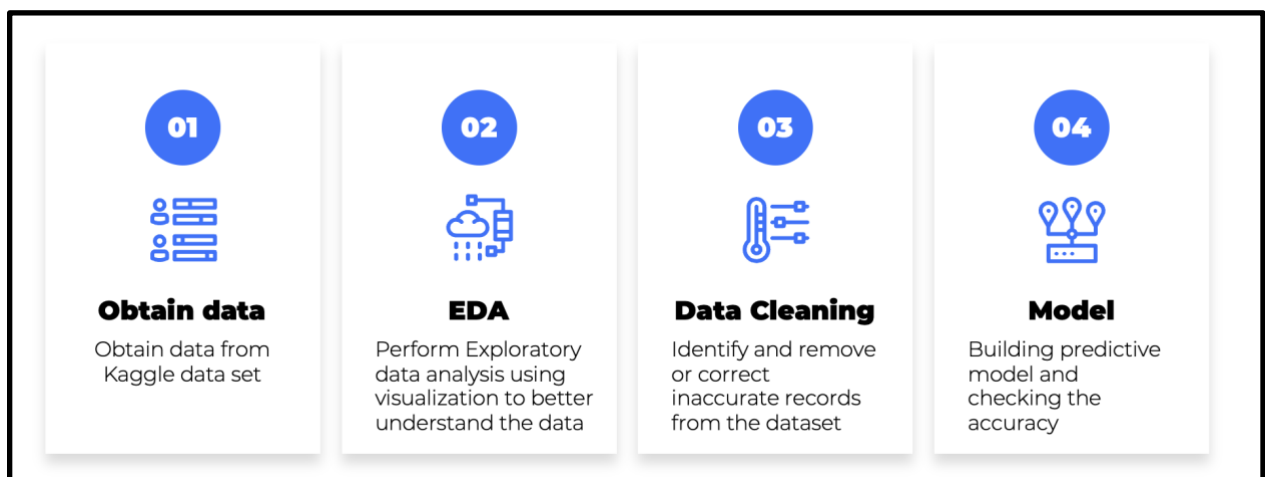 01
Obtain data
Obtain data from
Kaggle data set
02
EDA
Perform Exploratory
data analysis using
visualization to better
understand the data
03
Data Cleaning
Identify and remove
or correct
inaccurate records
from the dataset
04
Model
Building predictive
model and
checking the
accuracy